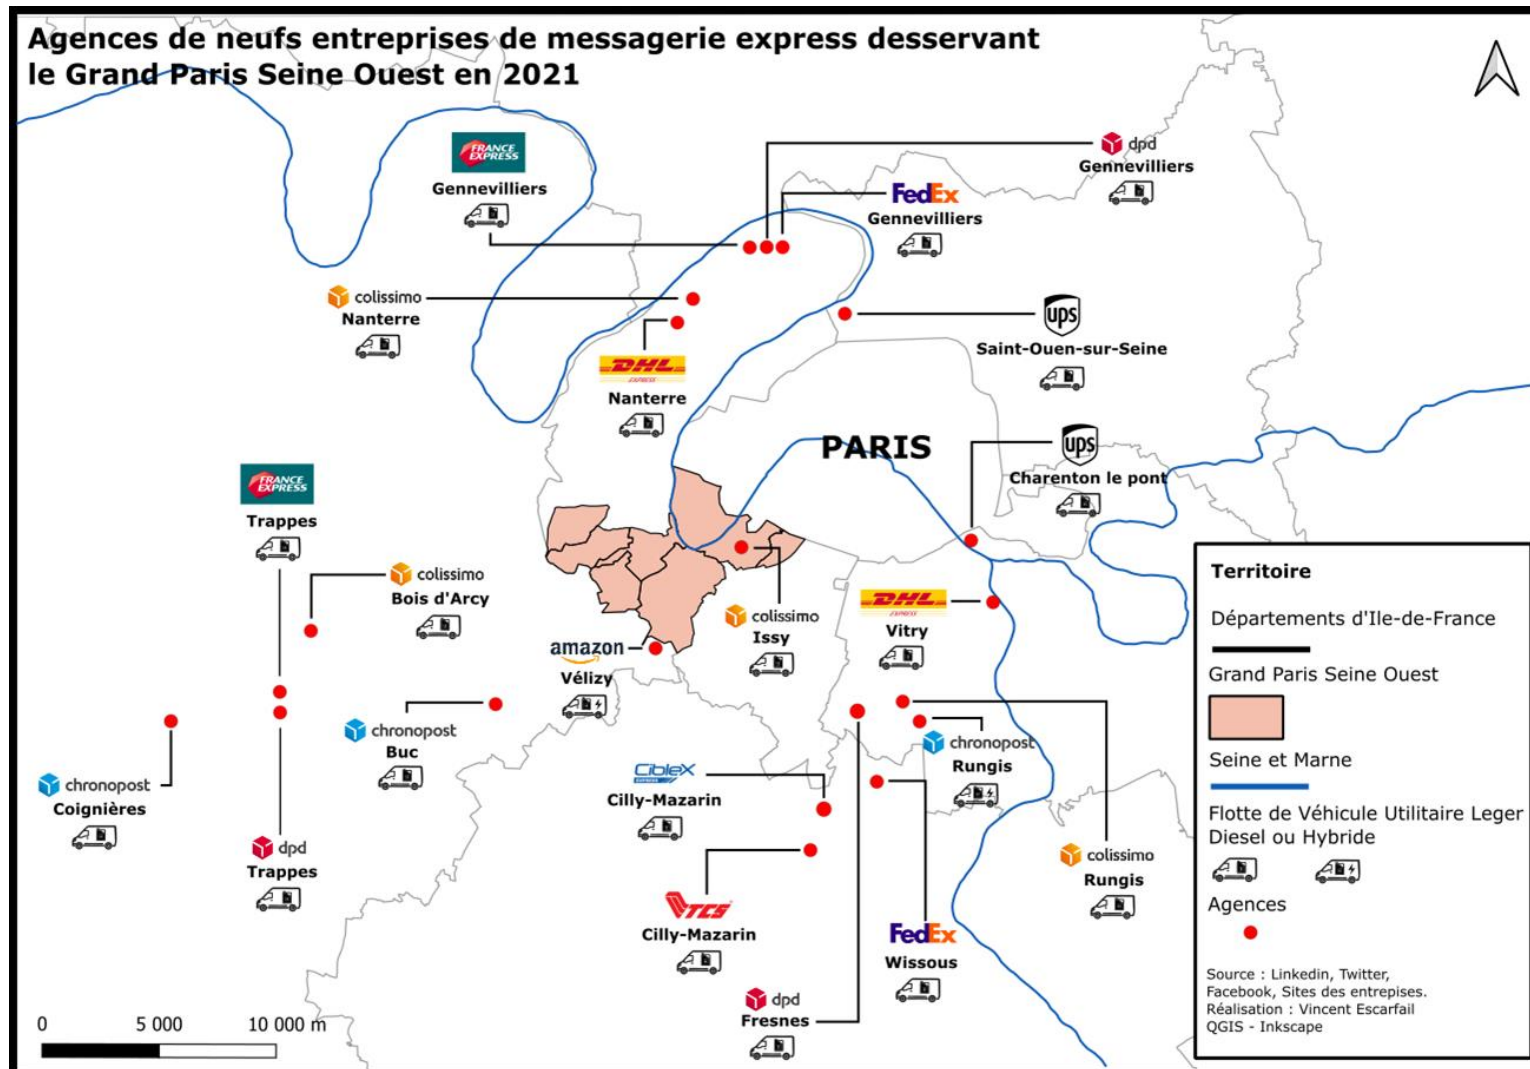 Agences de neufs entreprises de messagerie express desservant
le Grand Paris Seine Ouest en 2021
FRANCE
EXPRESS
Gennevilliers
dpd
Gennevilliers
FedEx
Gennevilliers
colissimo
Nanterre
DHL
EXPRESS
Nanterre
ups
Saint-Ouen-sur-Seine
PARIS
ups
Charenton le pont
FRANCE
EXPRESS
Trappes
colissimo
Bois d'Arcy
colissimo
Issy
DHL
EXPRESS
Vitry
amazon
Vélizy
chronopost
Buc
chronopost
Rungis
chronopost
Coignières
CibleX
EXPRESS
Cilly-Mazarin
dpd
Trappes
colissimo
Rungis
TCS
Cilly-Mazarin
FedEx
Wissous
dpd
Fresnes
Territoire
Départements d'Ile-de-France
Grand Paris Seine Ouest
Seine et Marne
Flotte de Véhicule Utilitaire Leger
Diesel ou Hybride
Agences
Source : Linkedin, Twitter,
Facebook, Sites des entrepises.
Réalisation : Vincent Escarfail
QGIS - Inkscape
0 5 000 10 000 m